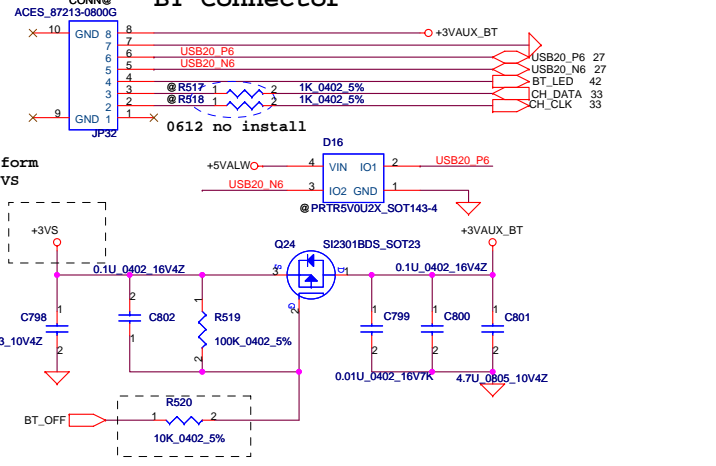 CONN@
BT Connector
ACES_87213-0800G
10 GND 8 8 +3VAUX_BT
7 7
6 6 USB20_P6 USB20_P6 27
5 5 USB20_N6 USB20_N6 27
4 4 BT_LED 42
3 3 @R517 1 2 1K_0402_5% CH_DATA 33
2 2 @R518 1 2 1K_0402_5% CH_CLK 33
9 GND 1 1
JP32
0612 no install
form
VS
D16
+5VALW 4 VIN IO1 2 USB20_P6
USB20_N6 3 IO2 GND 1
@PRTR5V0U2X_SOT143-4
+3VS
+3VAUX_BT
Q24 SI2301BDS_SOT23
0.1U_0402_16V4Z
3 S D 1
0.1U_0402_16V4Z
G 2
1 C798 2
2 C802 1
1 R519 2
100K_0402_5%
1 C799 2
1 C800 2
1 C801 2
3_10V4Z
0.01U_0402_16V7K
4.7U_0805_10V4Z
R520
BT_OFF 1 2
10K_0402_5%